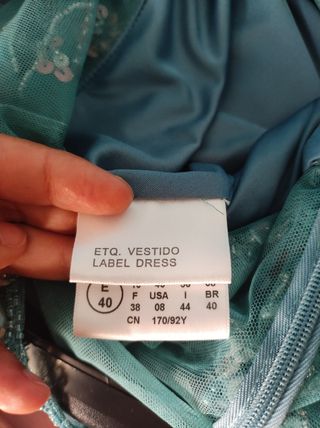 ETQ. VESTIDO
LABEL DRESS
E F USA I BR
40 38 08 44 40
CN 170/92Y